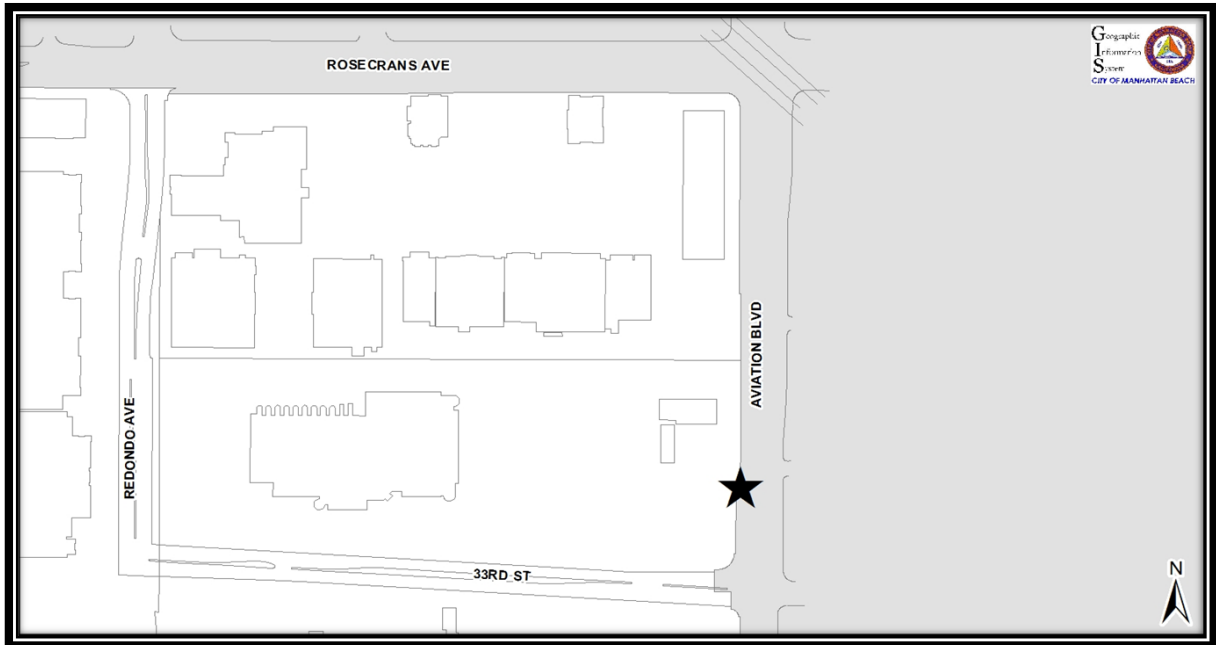 Geographic
Information
System
CITY OF MANHATTAN BEACH
ROSECRANS AVE
AVIATION BLVD
REDONDO AVE
33RD ST
N